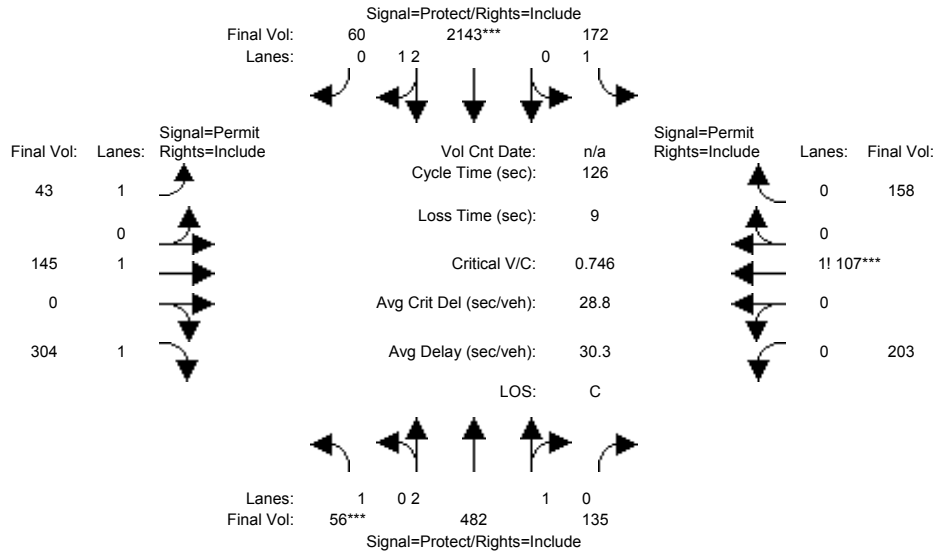 Signal=Protect/Rights=Include
Final Vol: 60 2143*** 172
Lanes: 0 1 2 0 1
Signal=Permit Signal=Permit
Final Vol: Lanes: Rights=Include Vol Cnt Date: n/a Rights=Include Lanes: Final Vol:
Cycle Time (sec): 126
43 1 0 158
Loss Time (sec): 9
0 0
145 1 Critical V/C: 0.746 1! 107***
0 0 Avg Crit Del (sec/veh): 28.8 0
304 1 Avg Delay (sec/veh): 30.3 0 203
LOS: C
Lanes: 1 0 2 1 0
Final Vol: 56*** 482 135
Signal=Protect/Rights=Include